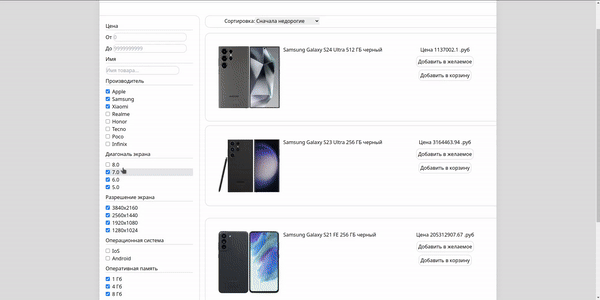 Цена
От 0
До 9999999999
Имя
Имя товара...
Производитель
Apple
Samsung
Xiaomi
Realme
Honor
Tecno
Poco
Infinix
Диагональ экрана
8.0
7.0
6.0
5.0
Разрешение экрана
3840x2160
2560x1440
1920x1080
1280x1024
Операционная система
IoS
Android
Оперативная память
1 Гб
4 Гб
8 Гб
Сортировка: Сначала недорогие
Samsung Galaxy S24 Ultra 512 ГБ черный
Цена 1137002.1 .руб
Добавить в желаемое
Добавить в корзину
Samsung Galaxy S23 Ultra 256 ГБ черный
Цена 3164463.94 .руб
Добавить в желаемое
Добавить в корзину
Samsung Galaxy S21 FE 256 ГБ черный
Цена 205312907.67 .руб
Добавить в желаемое
Добавить в корзину